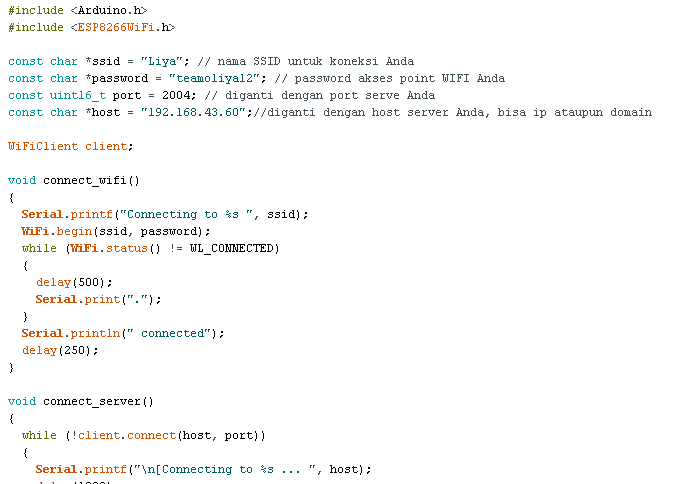 #include <Arduino.h>
#include <ESP8266WiFi.h>
const char *ssid = "Liya"; // nama SSID untuk koneksi Anda
const char *password = "teamoliya12"; // password akses point WIFI Anda
const uint16_t port = 2004; // diganti dengan port serve Anda
const char *host = "192.168.43.60";//diganti dengan host server Anda, bisa ip ataupun domain
WiFiClient client;
void connect_wifi()
{
Serial.printf("Connecting to %s ", ssid);
WiFi.begin(ssid, password);
while (WiFi.status() != WL_CONNECTED)
{
delay(500);
Serial.print(".");
}
Serial.println(" connected");
delay(250);
}
void connect_server()
{
while (!client.connect(host, port))
{
Serial.printf("\n[Connecting to %s ... ", host);